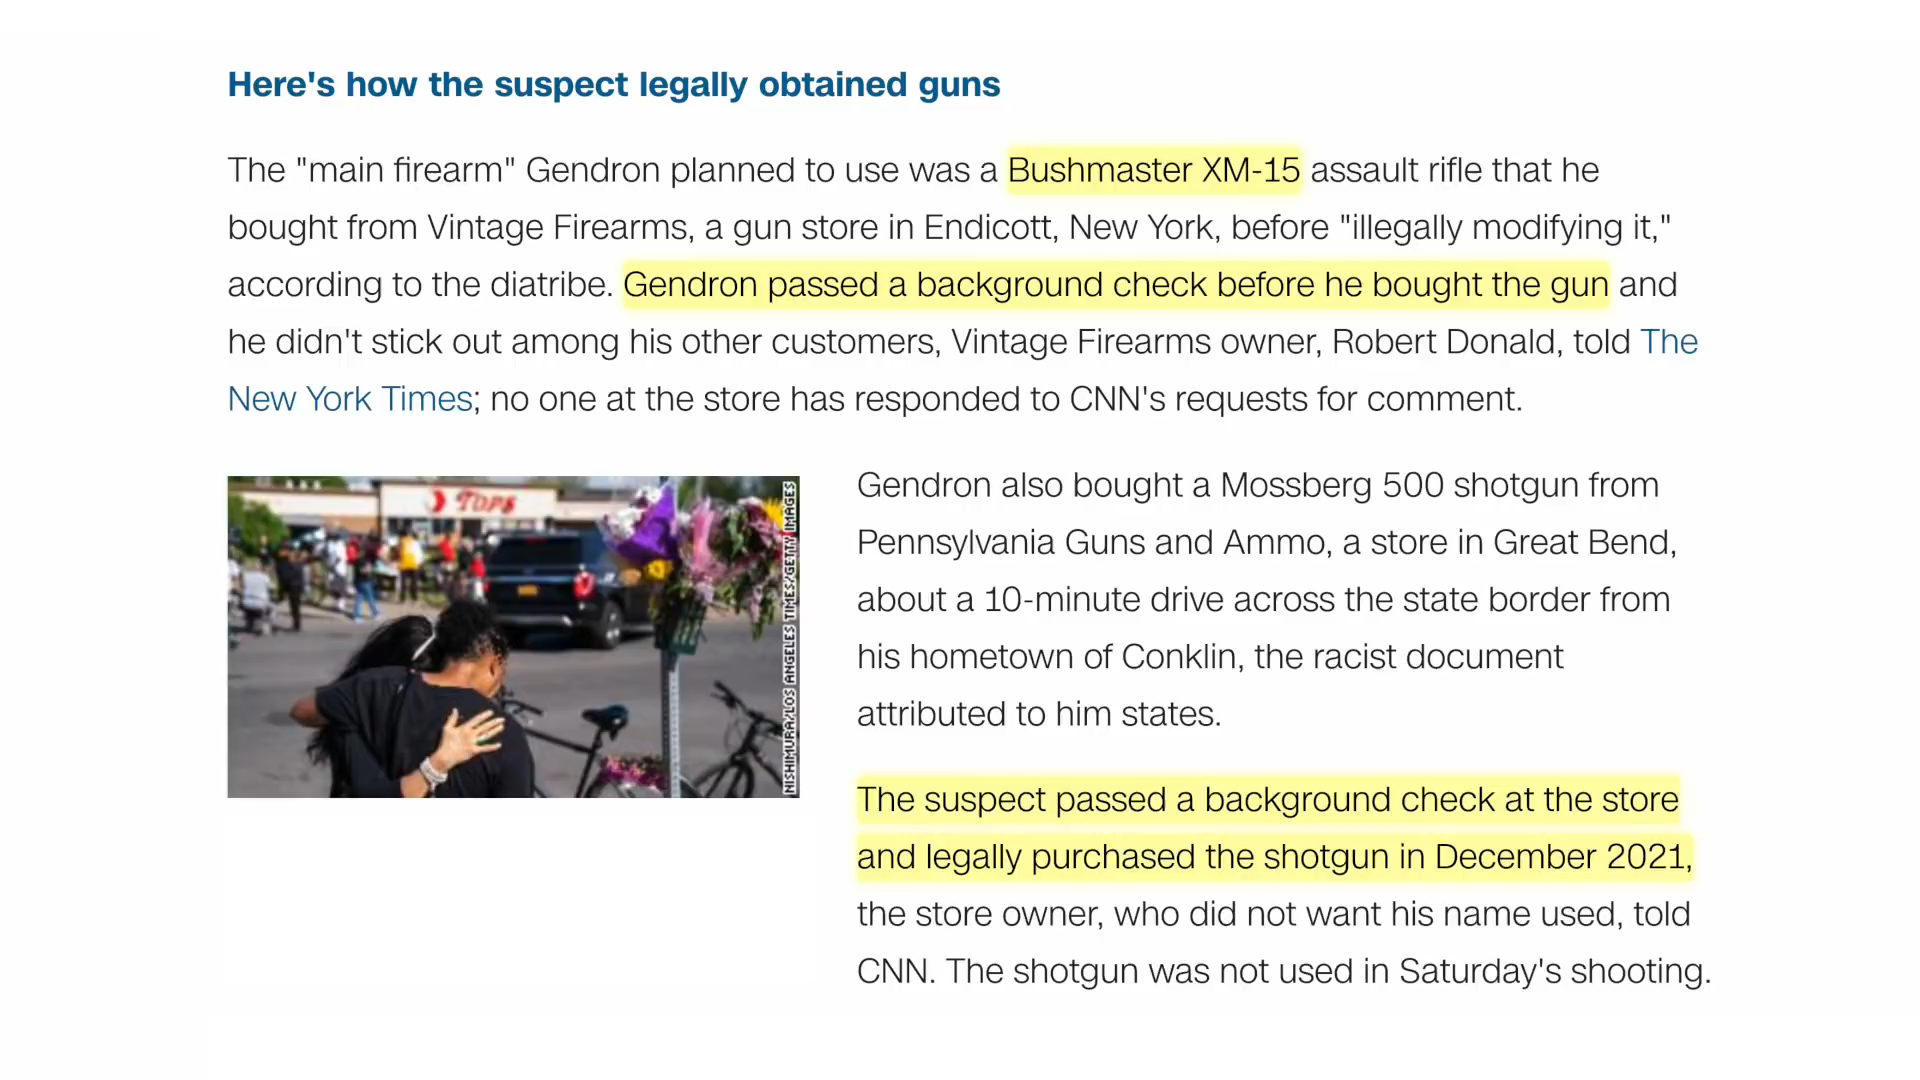 Here's how the suspect legally obtained guns
The "main firearm" Gendron planned to use was a Bushmaster XM-15 assault rifle that he
bought from Vintage Firearms, a gun store in Endicott, New York, before "illegally modifying it,"
according to the diatribe. Gendron passed a background check before he bought the gun and
he didn't stick out among his other customers, Vintage Firearms owner, Robert Donald, told The
New York Times; no one at the store has responded to CNN's requests for comment.
TOPS
NISHIMURA/LOS ANGELES TIMES/GETTY IMAGES
Gendron also bought a Mossberg 500 shotgun from
Pennsylvania Guns and Ammo, a store in Great Bend,
about a 10-minute drive across the state border from
his hometown of Conklin, the racist document
attributed to him states.
The suspect passed a background check at the store
and legally purchased the shotgun in December 2021,
the store owner, who did not want his name used, told
CNN. The shotgun was not used in Saturday's shooting.